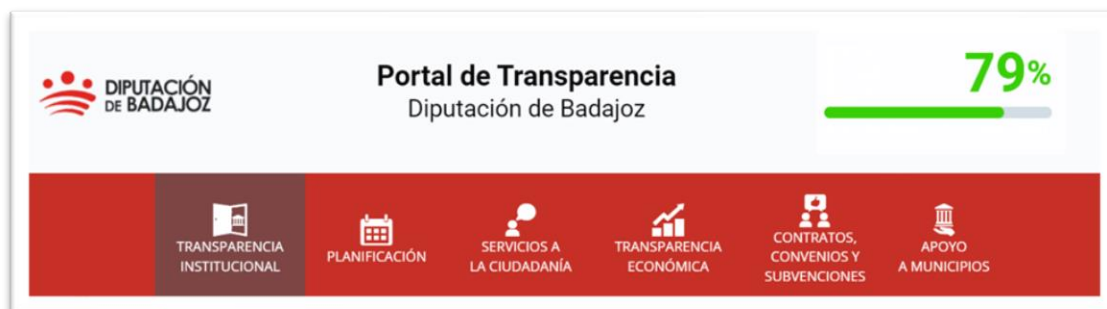 DIPUTACIÓN
DE BADAJOZ
Portal de Transparencia
Diputación de Badajoz
79%
TRANSPARENCIA
INSTITUCIONAL
PLANIFICACIÓN
SERVICIOS A
LA CIUDADANÍA
TRANSPARENCIA
ECONÓMICA
CONTRATOS,
CONVENIOS Y
SUBVENCIONES
APOYO
A MUNICIPIOS